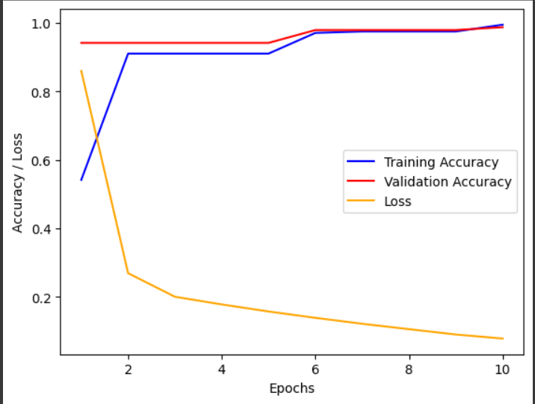 1.0
0.8
0.6
0.4
0.2
Accuracy / Loss
Training Accuracy
Validation Accuracy
Loss
2 4 6 8 10
Epochs